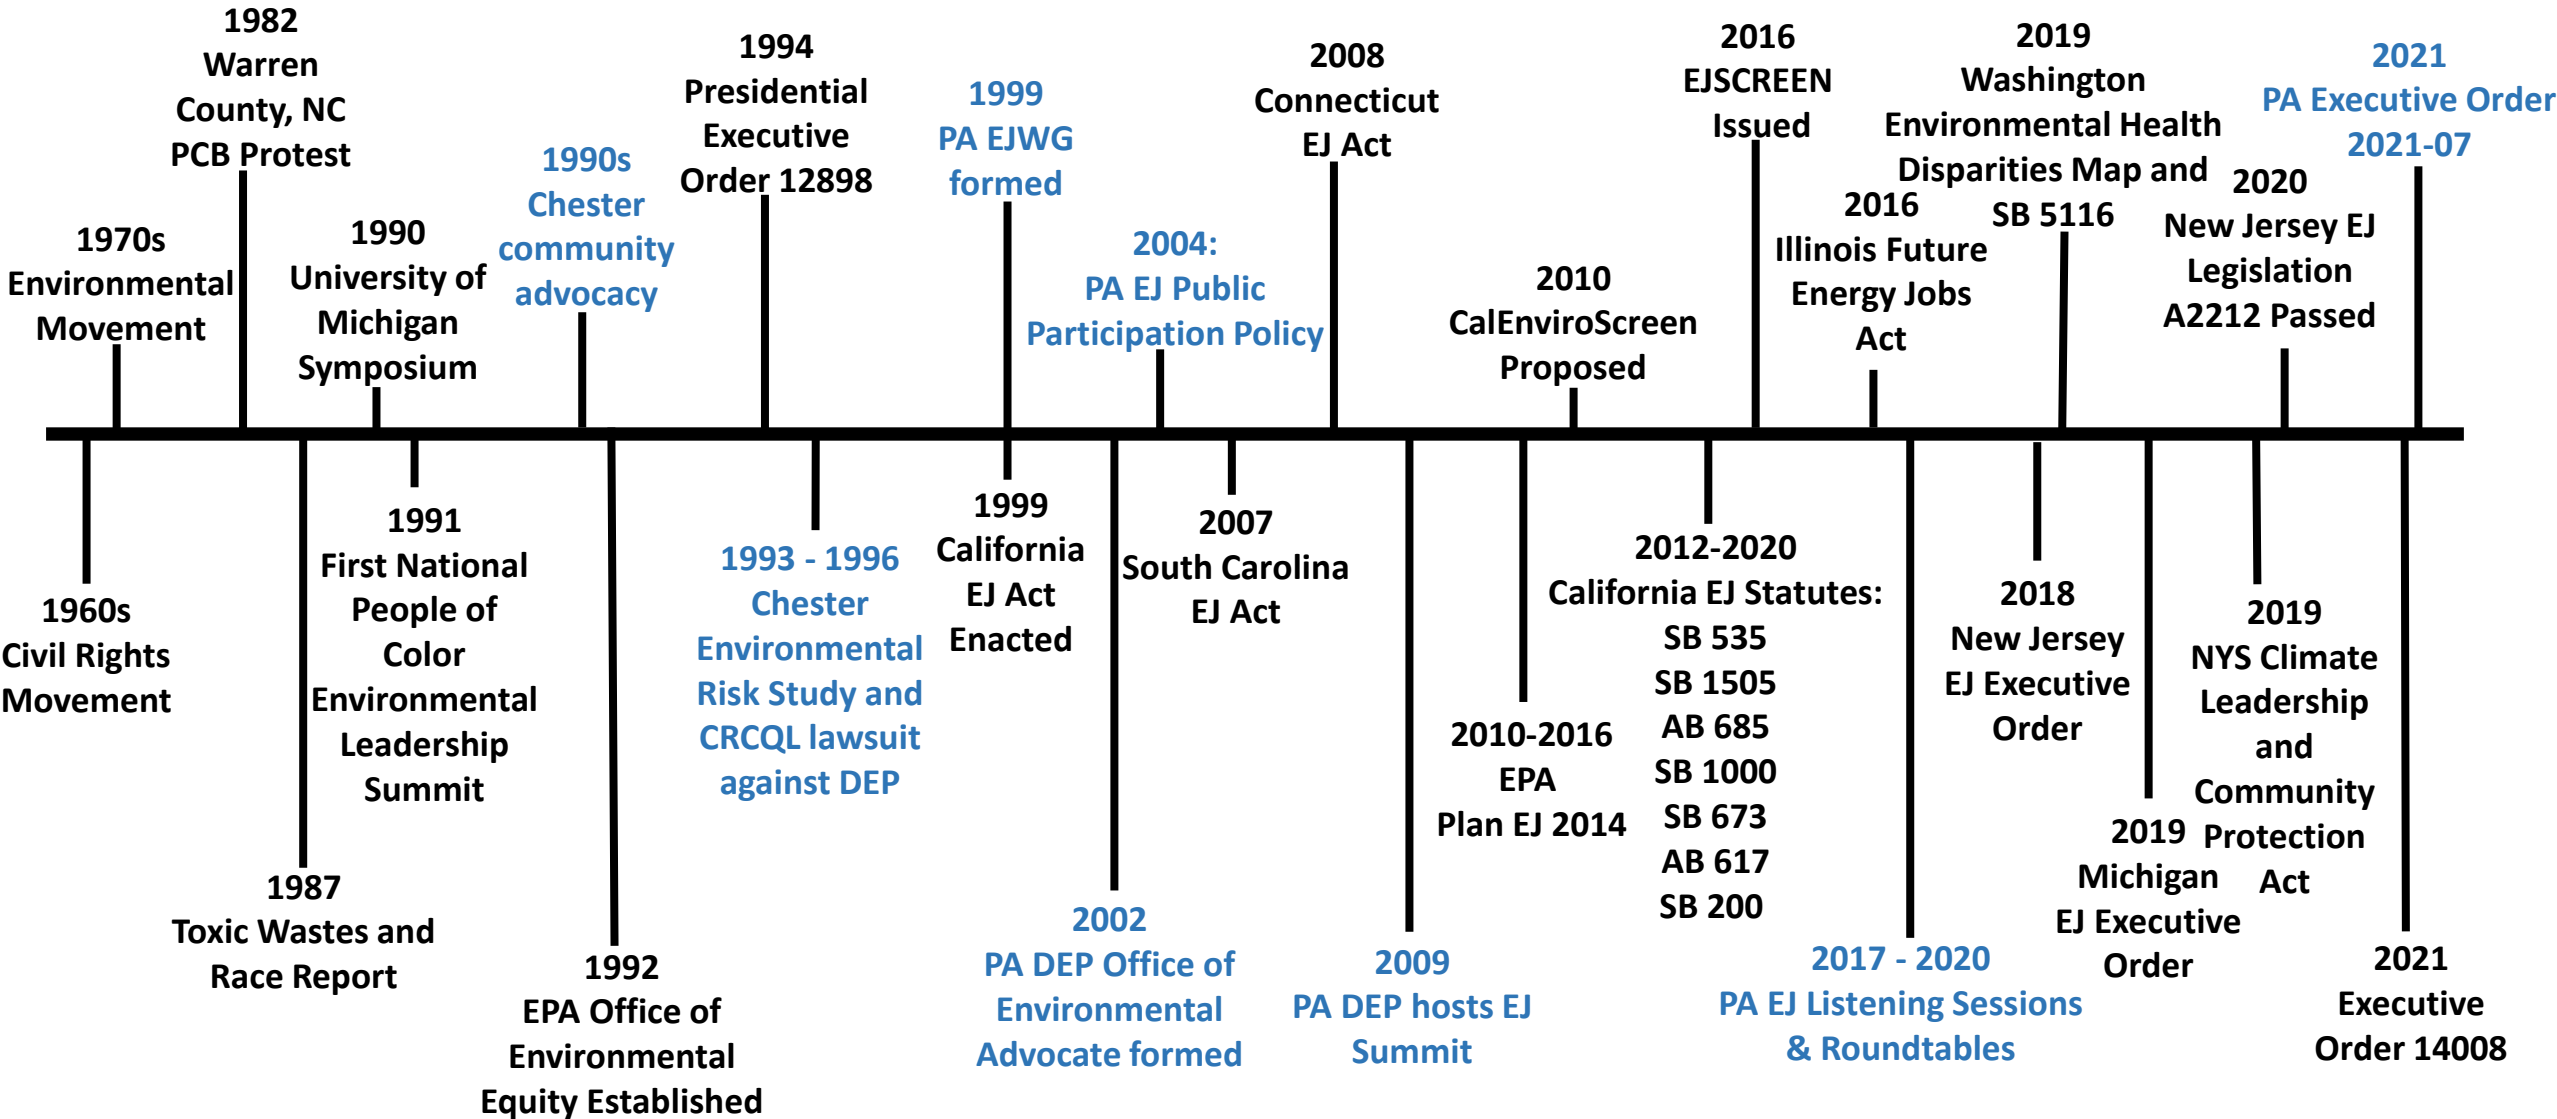 1982
Warren
County, NC
PCB Protest
1994
Presidential
Executive
Order 12898
2008
Connecticut
EJ Act
2016
EJSCREEN
Issued
2019
Washington
Environmental Health
Disparities Map and
SB 5116
2021
PA Executive Order
2021-07
1999
PA EJWG
formed
1990s
Chester
community
advocacy
1970s
Environmental
Movement
1990
University of
Michigan
Symposium
2004:
PA EJ Public
Participation Policy
2010
CalEnviroScreen
Proposed
2016
Illinois Future
Energy Jobs
Act
2020
New Jersey EJ
Legislation
A2212 Passed
1960s
Civil Rights
Movement
1987
Toxic Wastes and
Race Report
1991
First National
People of
Color
Environmental
Leadership
Summit
1992
EPA Office of
Environmental
Equity Established
1993 - 1996
Chester
Environmental
Risk Study and
CRCQL lawsuit
against DEP
1999
California
EJ Act
Enacted
2002
PA DEP Office of
Environmental
Advocate formed
2007
South Carolina
EJ Act
2009
PA DEP hosts EJ
Summit
2010-2016
EPA
Plan EJ 2014
2012-2020
California EJ Statutes:
SB 535
SB 1505
AB 685
SB 1000
SB 673
AB 617
SB 200
2017 - 2020
PA EJ Listening Sessions
& Roundtables
2018
New Jersey
EJ Executive
Order
2019
Michigan
EJ Executive
Order
2019
NYS Climate
Leadership
and
Community
Protection
Act
2021
Executive
Order 14008